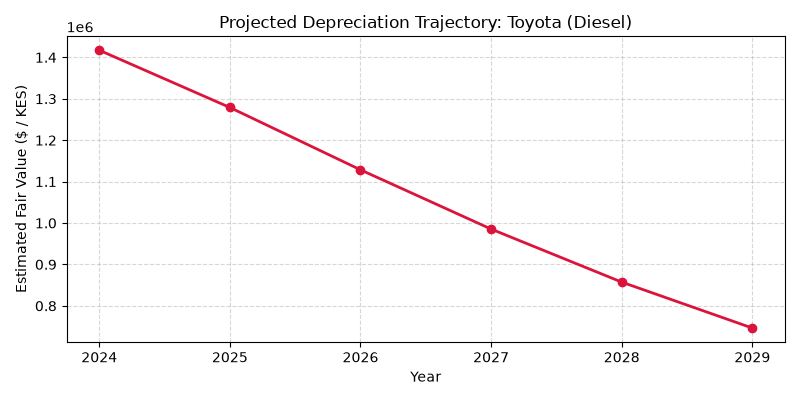 Projected Depreciation Trajectory: Toyota (Diesel)
1e6
Estimated Fair Value ($ / KES)
1.4
1.3
1.2
1.1
1.0
0.9
0.8
2024 2025 2026 2027 2028 2029
Year